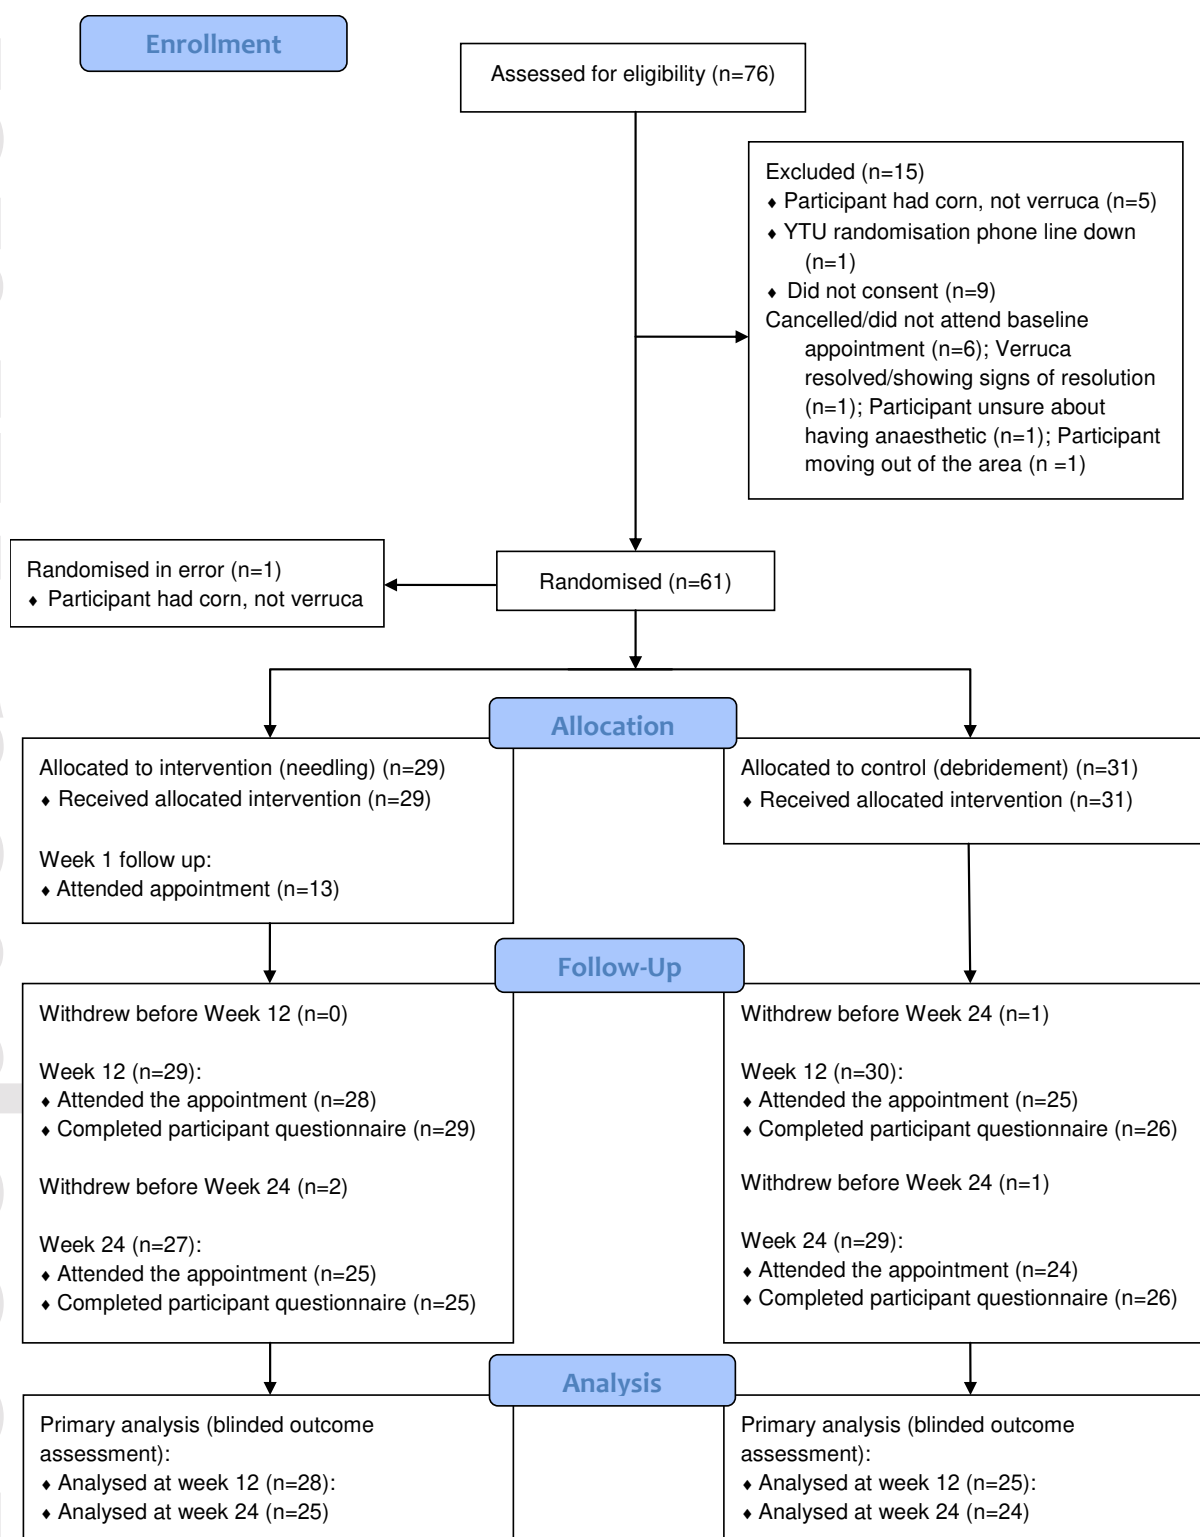 Enrollment
Assessed for eligibility (n=76)
Excluded (n=15)
♦ Participant had corn, not verruca (n=5)
♦ YTU randomisation phone line down
(n=1)
♦ Did not consent (n=9)
Cancelled/did not attend baseline
appointment (n=6); Verruca
resolved/showing signs of resolution
(n=1); Participant unsure about
having anaesthetic (n=1); Participant
moving out of the area (n =1)
Randomised in error (n=1)
♦ Participant had corn, not verruca
Randomised (n=61)
Allocation
Allocated to intervention (needling) (n=29)
♦ Received allocated intervention (n=29)
Week 1 follow up:
♦ Attended appointment (n=13)
Allocated to control (debridement) (n=31)
♦ Received allocated intervention (n=31)
Follow-Up
Withdrew before Week 12 (n=0)
Week 12 (n=29):
♦ Attended the appointment (n=28)
♦ Completed participant questionnaire (n=29)
Withdrew before Week 24 (n=2)
Week 24 (n=27):
♦ Attended the appointment (n=25)
♦ Completed participant questionnaire (n=25)
Withdrew before Week 24 (n=1)
Week 12 (n=30):
♦ Attended the appointment (n=25)
♦ Completed participant questionnaire (n=26)
Withdrew before Week 24 (n=1)
Week 24 (n=29):
♦ Attended the appointment (n=24)
♦ Completed participant questionnaire (n=26)
Analysis
Primary analysis (blinded outcome
assessment):
♦ Analysed at week 12 (n=28):
♦ Analysed at week 24 (n=25)
Primary analysis (blinded outcome
assessment):
♦ Analysed at week 12 (n=25):
♦ Analysed at week 24 (n=24)